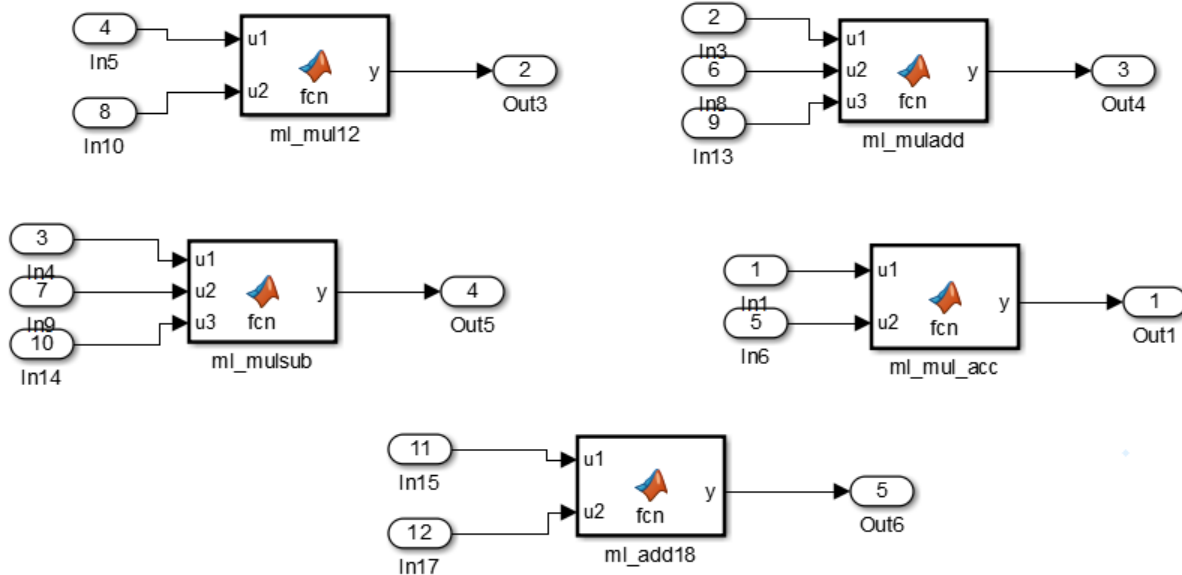 4
In5
8
In10
u1
u2
fcn
y
ml_mul12
2
Out3
2
In3
6
In8
9
In13
u1
u2
u3
fcn
y
ml_muladd
3
Out4
3
In4
7
In9
10
In14
u1
u2
u3
fcn
y
ml_mulsub
4
Out5
1
In1
5
In6
u1
u2
fcn
y
ml_mul_acc
1
Out1
11
In15
12
In17
u1
u2
fcn
y
ml_add18
5
Out6